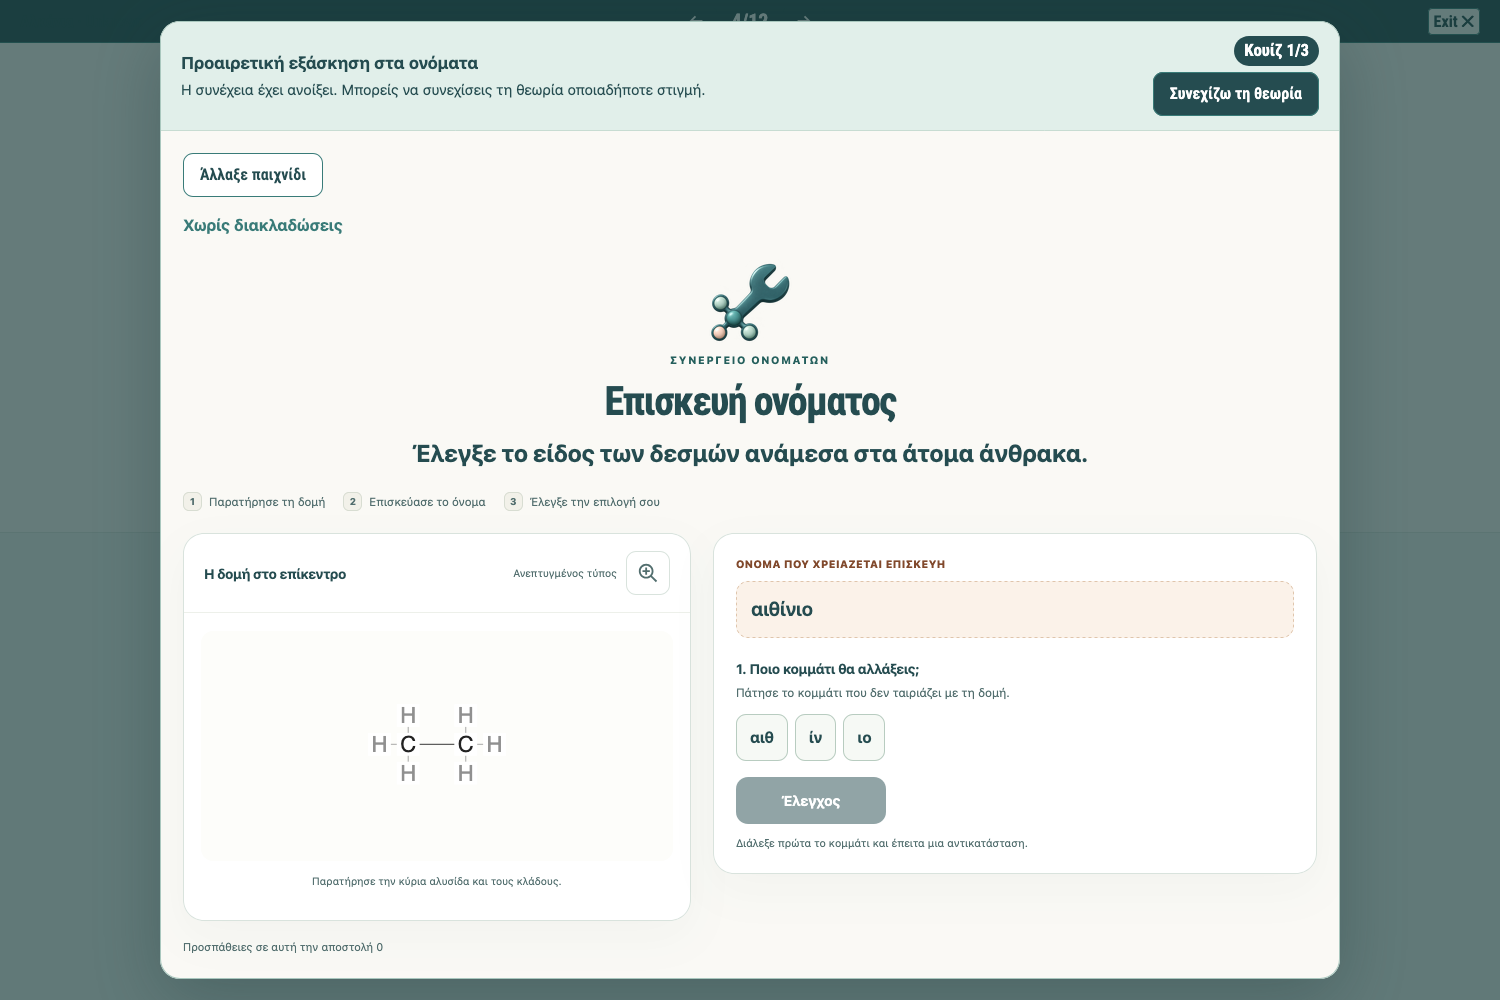 4/12
Exit
Προαιρετική εξάσκηση στα ονόματα
Η συνέχεια έχει ανοίξει. Μπορείς να συνεχίσεις τη θεωρία οποιαδήποτε στιγμή.
Κουίζ 1/3
Συνεχίζω τη θεωρία
Άλλαξε παιχνίδι
Χωρίς διακλαδώσεις
ΣΥΝΕΡΓΕΙΟ ΟΝΟΜΑΤΩΝ
Επισκευή ονόματος
Έλεγξε το είδος των δεσμών ανάμεσα στα άτομα άνθρακα.
1 Παρατήρησε τη δομή 2 Επισκεύασε το όνομα 3 Έλεγξε την επιλογή σου
Η δομή στο επίκεντρο
Ανεπτυγμένος τύπος
H H
H C C H
H H
Παρατήρησε την κύρια αλυσίδα και τους κλάδους.
ΟΝΟΜΑ ΠΟΥ ΧΡΕΙΑΖΕΤΑΙ ΕΠΙΣΚΕΥΗ
αιθίνιο
1. Ποιο κομμάτι θα αλλάξεις;
Πάτησε το κομμάτι που δεν ταιριάζει με τη δομή.
αιθ ίν ιο
Έλεγχος
Διάλεξε πρώτα το κομμάτι και έπειτα μια αντικατάσταση.
Προσπάθειες σε αυτή την αποστολή 0